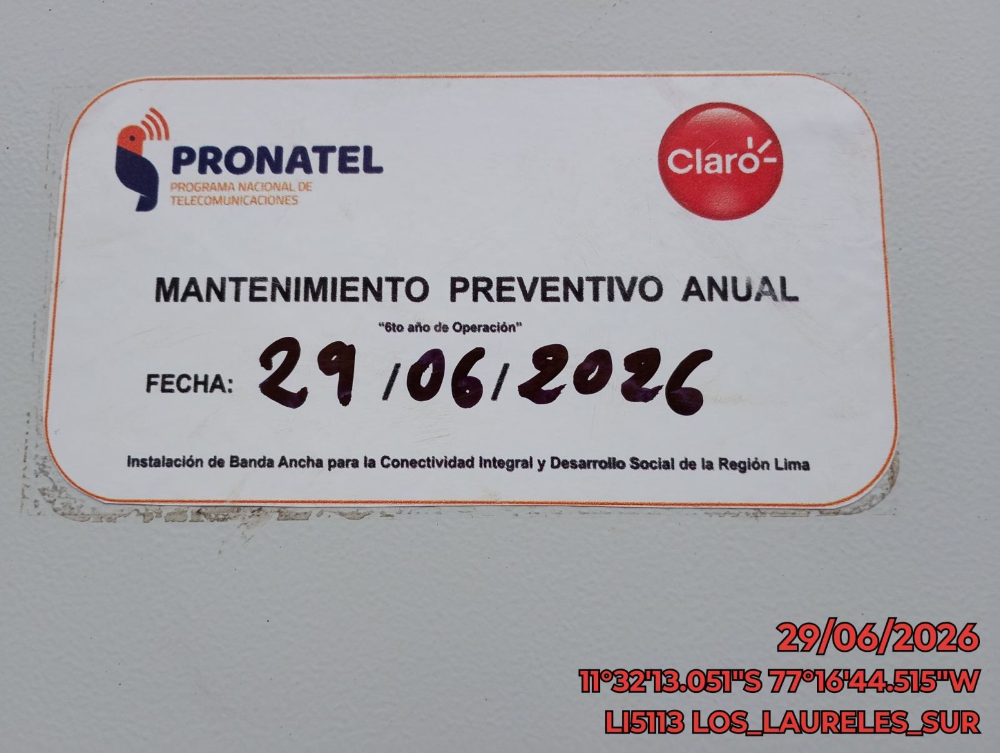 PRONATEL
PROGRAMA NACIONAL DE
TELECOMUNICACIONES
Claro
MANTENIMIENTO PREVENTIVO ANUAL
“6to año de Operación”
FECHA: 29/06/2026
Instalación de Banda Ancha para la Conectividad Integral y Desarrollo Social de la Región Lima
29/06/2026
11°32'13.051"S 77°16'44.515"W
LI5113 LOS_LAURELES_SUR